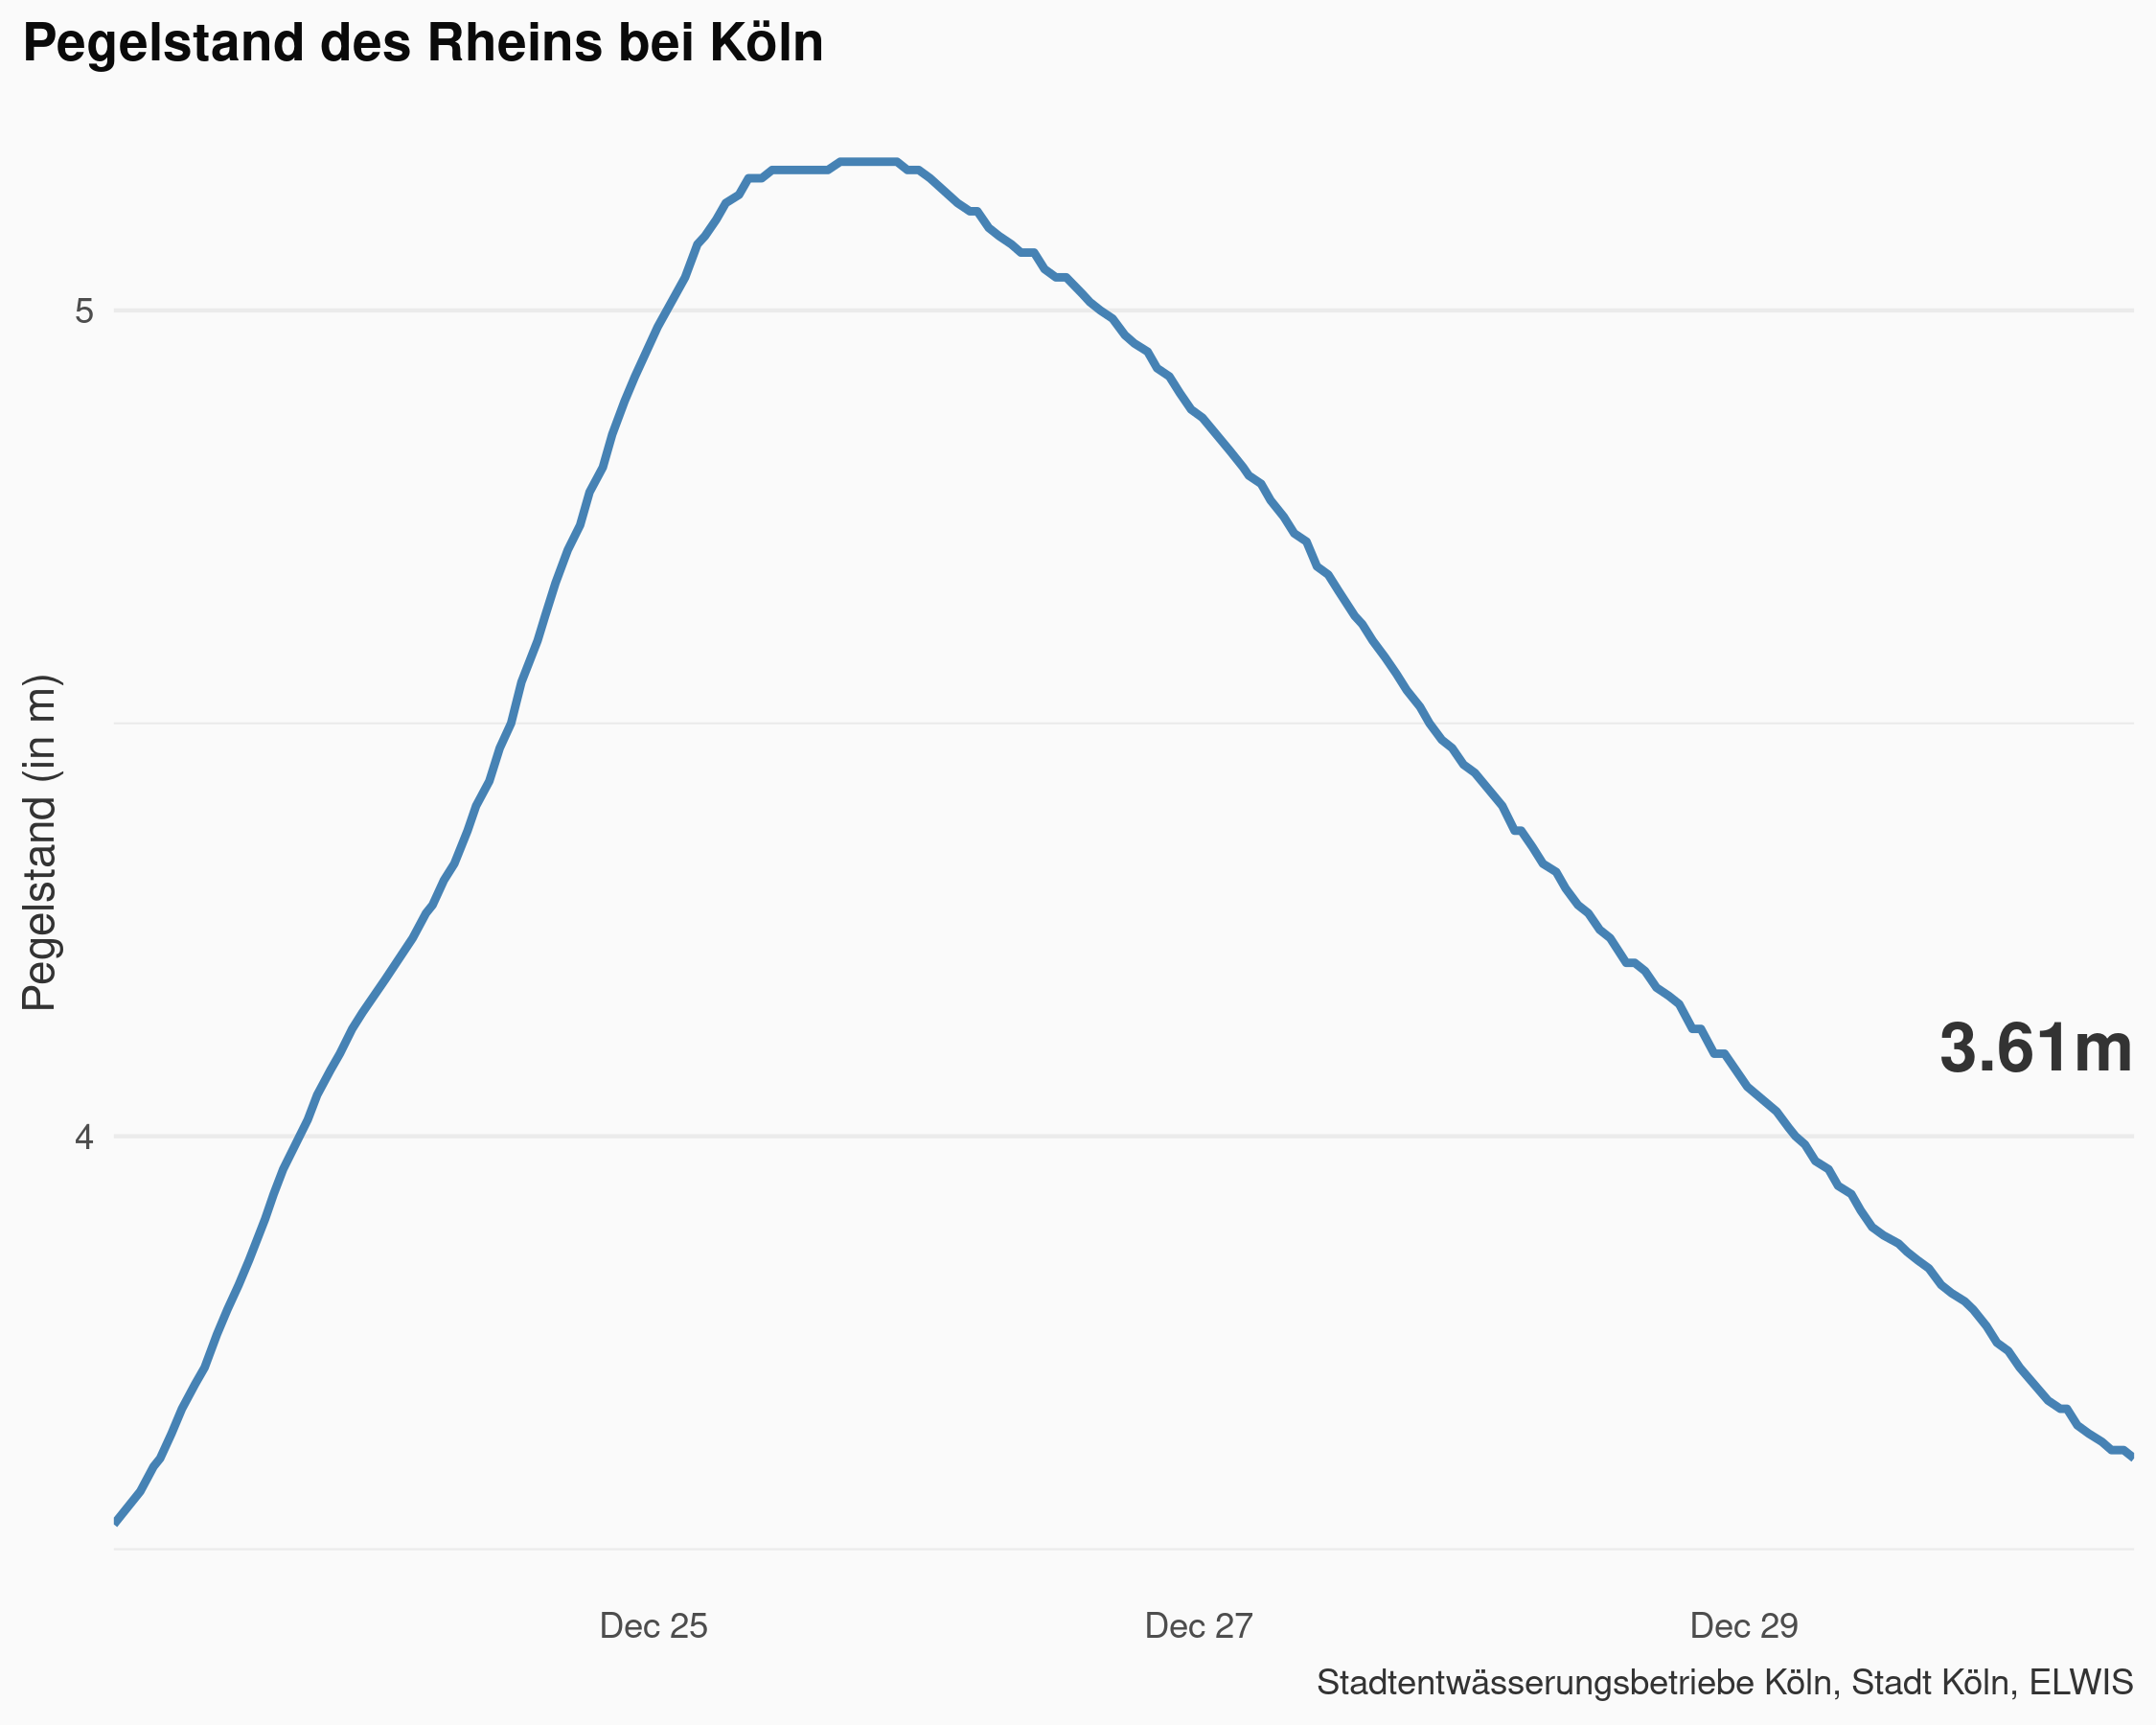 Pegelstand des Rheins bei Köln
Pegelstand (in m)
5
4
3.61m
Dec 25
Dec 27
Dec 29
Stadtentwässerungsbetriebe Köln, Stadt Köln, ELWIS